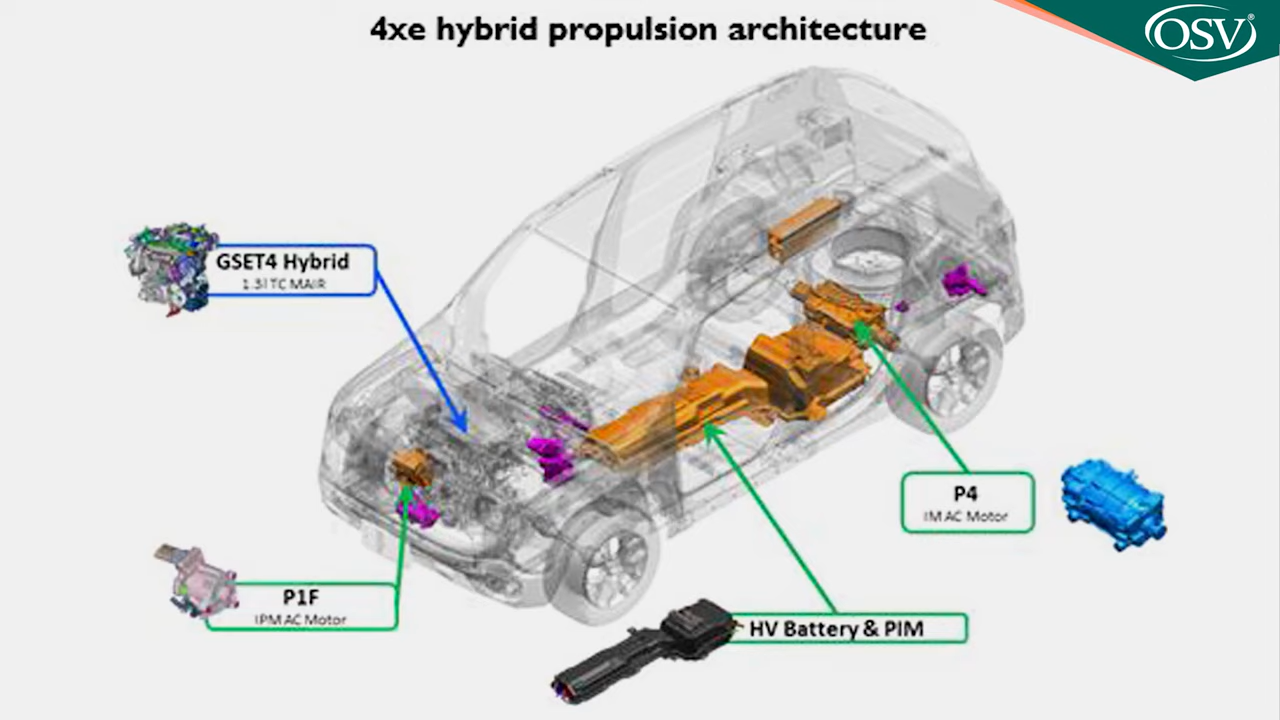 4xe hybrid propulsion architecture
OSV®
GSET4 Hybrid
1.3l TC MAIR
P4
IM AC Motor
P1F
IPM AC Motor
HV Battery & PIM